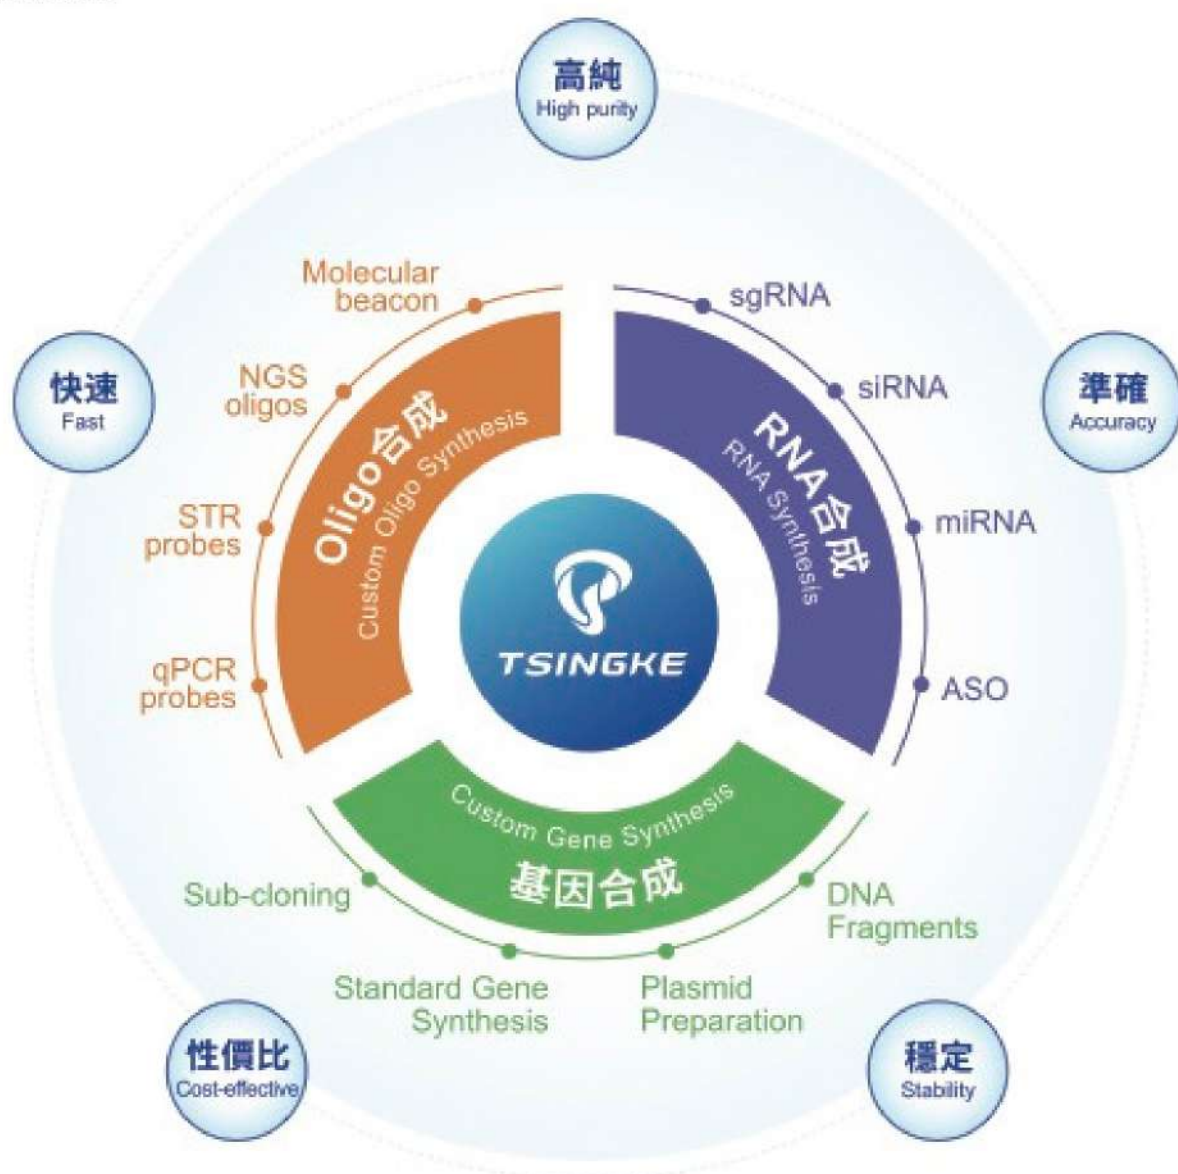 高純
High purity
快速
Fast
準確
Accuracy
Molecular
beacon
NGS
oligos
STR
probes
qPCR
probes
Oligo合成
Custom Oligo Synthesis
sgRNA
siRNA
miRNA
ASO
RNA合成
RNA Synthesis
TSINGKE
Custom Gene Synthesis
基因合成
Sub-cloning
Standard Gene
Synthesis
Plasmid
Preparation
DNA
Fragments
性價比
Cost-effective
穩定
Stability